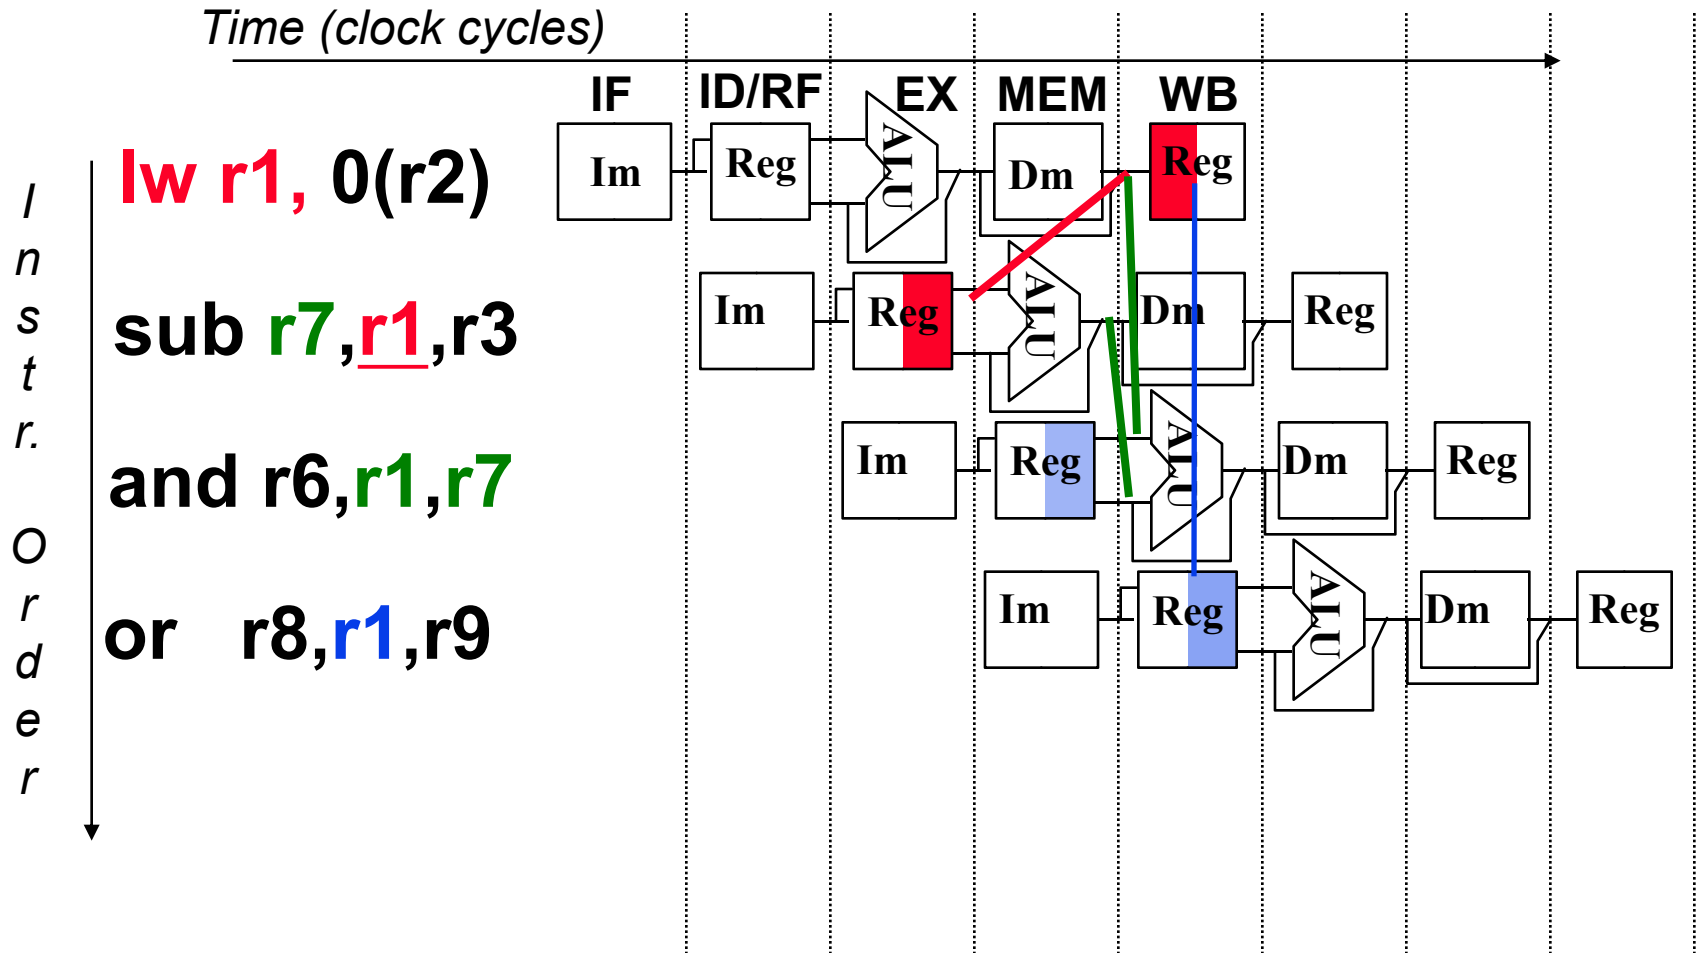 Time (clock cycles)
IF ID/RF EX MEM WB
Instr. Order
lw r1, 0(r2)
Im Reg ALU Dm Reg
sub r7,r1,r3
Im Reg ALU Dm Reg
and r6,r1,r7
Im Reg ALU Dm Reg
or r8,r1,r9
Im Reg ALU Dm Reg